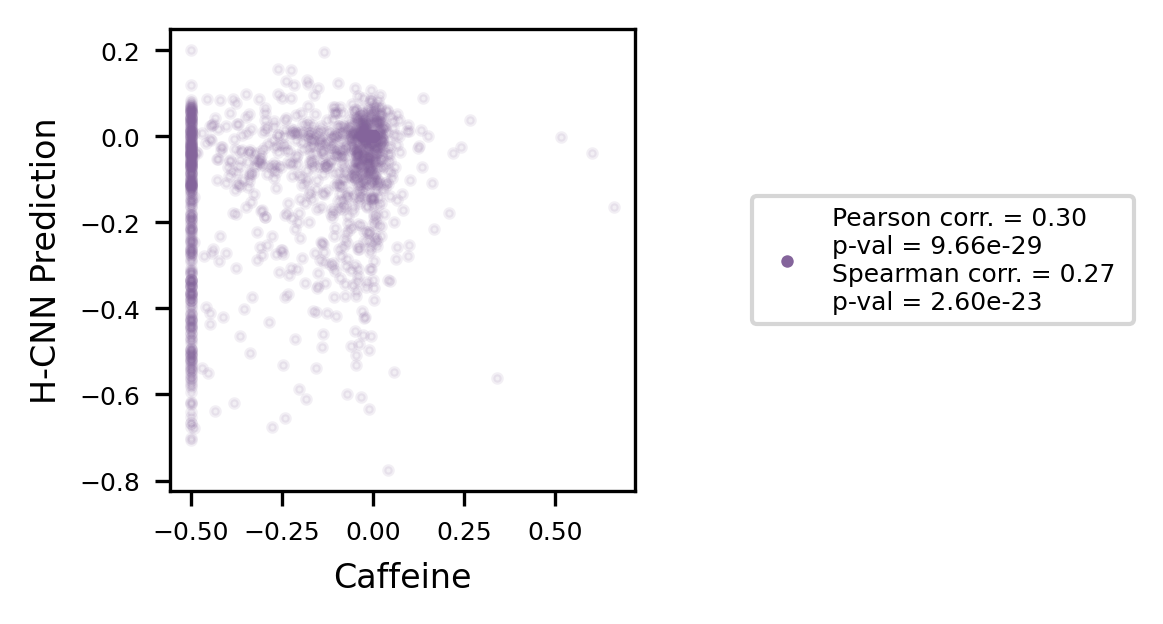 0.2
0.0
−0.2
−0.4
−0.6
−0.8
H-CNN Prediction
−0.50 −0.25 0.00 0.25 0.50
Caffeine
Pearson corr. = 0.30
p-val = 9.66e-29
Spearman corr. = 0.27
p-val = 2.60e-23